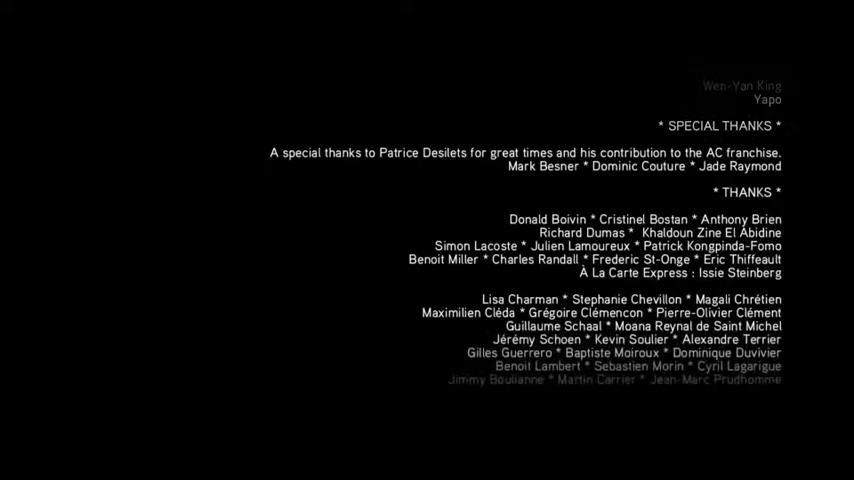 Wen-Yan King
Yapo
* SPECIAL THANKS *
A special thanks to Patrice Desilets for great times and his contribution to the AC franchise.
Mark Besner * Dominic Couture * Jade Raymond
* THANKS *
Donald Boivin * Cristinel Bostan * Anthony Brien
Richard Dumas *  Khaldoun Zine El Abidine
Simon Lacoste * Julien Lamoureux * Patrick Kongpinda-Fomo
Benoit Miller * Charles Randall * Frederic St-Onge * Eric Thiffeault
À La Carte Express : Issie Steinberg
Lisa Charman * Stephanie Chevillon * Magali Chrétien
Maximilien Cléda * Grégoire Clémencon * Pierre-Olivier Clément
Guillaume Schaal * Moana Reynal de Saint Michel
Jérémy Schoen * Kevin Soulier * Alexandre Terrier
Gilles Guerrero * Baptiste Moiroux * Dominique Duvivier
Benoit Lambert * Sebastien Morin * Cyril Lagarigue
Jimmy Boulianne * Martin Carrier * Jean-Marc Prudhomme